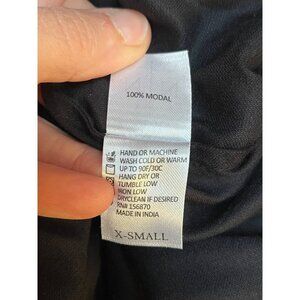 100% MODAL
HAND OR MACHINE
WASH COLD OR WARM
UP TO 90F/30C
HANG DRY OR
TUMBLE LOW
IRON LOW
DRYCLEAN IF DESIRED
RN# 156870
MADE IN INDIA
X-SMALL